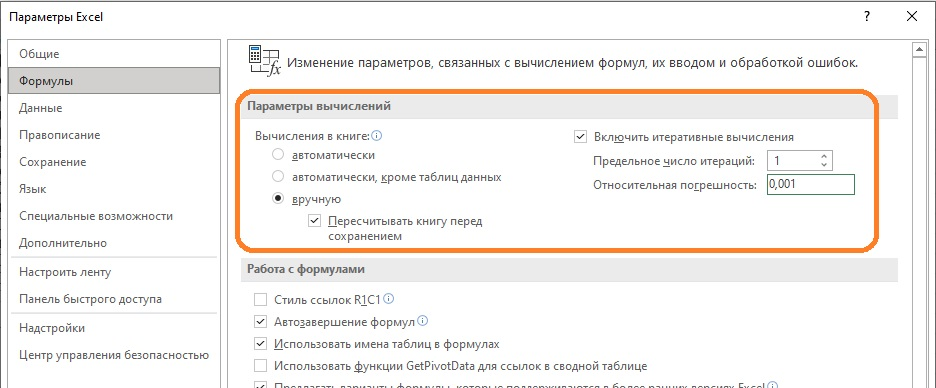 Параметры Excel
?
Общие
Формулы
Данные
Правописание
Сохранение
Язык
Специальные возможности
Дополнительно
Настроить ленту
Панель быстрого доступа
Надстройки
Центр управления безопасностью
Изменение параметров, связанных с вычислением формул, их вводом и обработкой ошибок.
Параметры вычислений
Вычисления в книге:
автоматически
автоматически, кроме таблиц данных
вручную
Пересчитывать книгу перед
сохранением
Включить итеративные вычисления
Предельное число итераций: 1
Относительная погрешность: 0,001
Работа с формулами
Стиль ссылок R1C1
Автозавершение формул
Использовать имена таблиц в формулах
Использовать функции GetPivotData для ссылок в сводной таблице
Предлагать варианты формулы, которые поддерживаются в более ранних версиях Excel